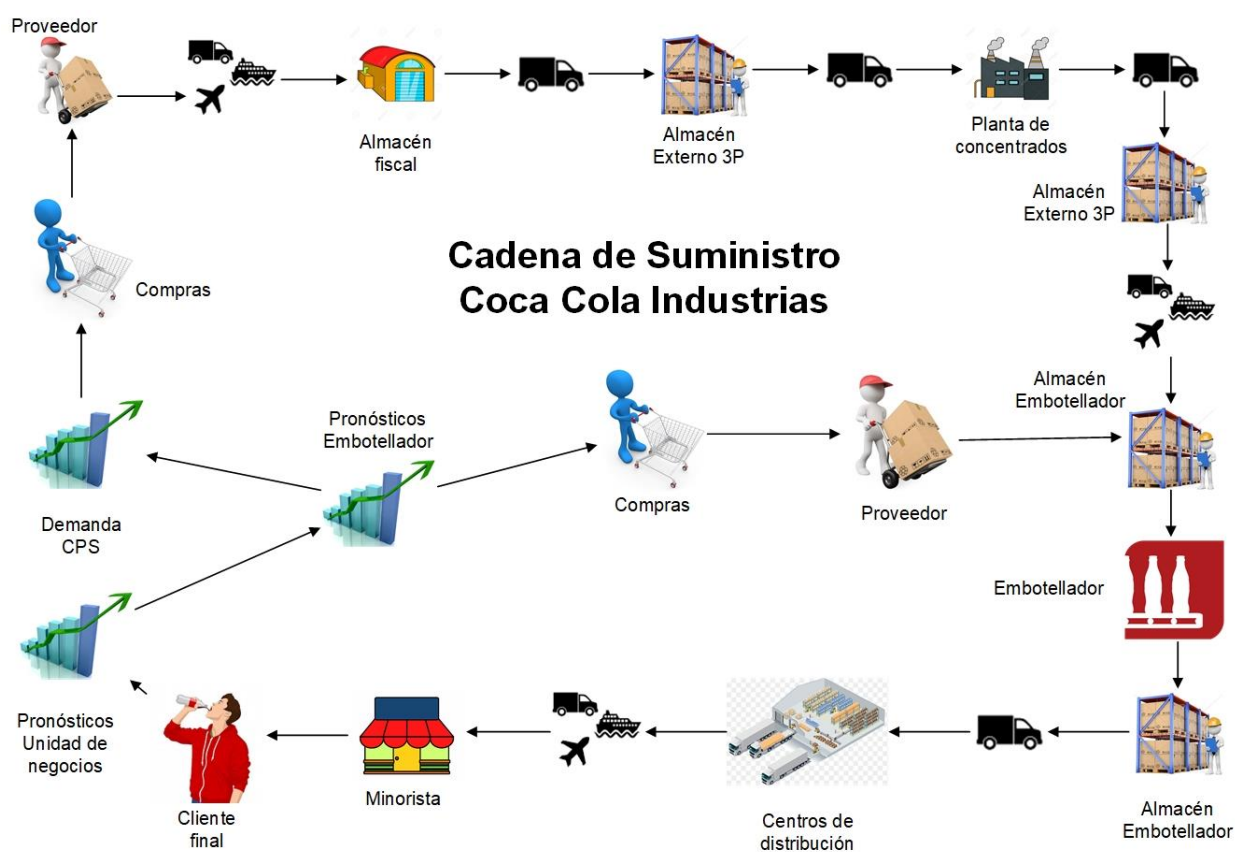 Proveedor
Almacén
fiscal
Almacén
Externo 3P
Planta de
concentrados
Almacén
Externo 3P
Compras
Cadena de Suministro
Coca Cola Industrias
Almacén
Embotellador
Pronósticos
Embotellador
Compras
Proveedor
Demanda
CPS
Embotellador
Pronósticos
Unidad de
negocios
Cliente
final
Minorista
Centros de
distribución
Almacén
Embotellador